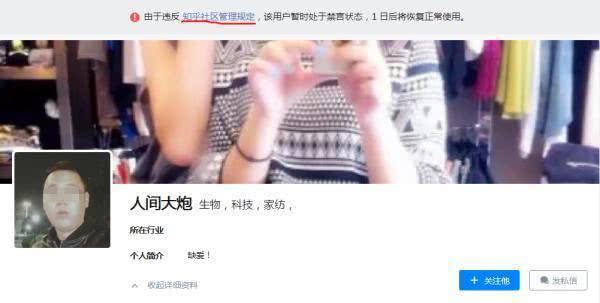 由于违反 知乎社区管理规定，该用户暂时处于禁言状态，1 日后将恢复正常使用。
人间大炮 生物，科技，家纺，
所在行业
个人简介 缺爱！
收起详细资料
+ 关注他 发私信